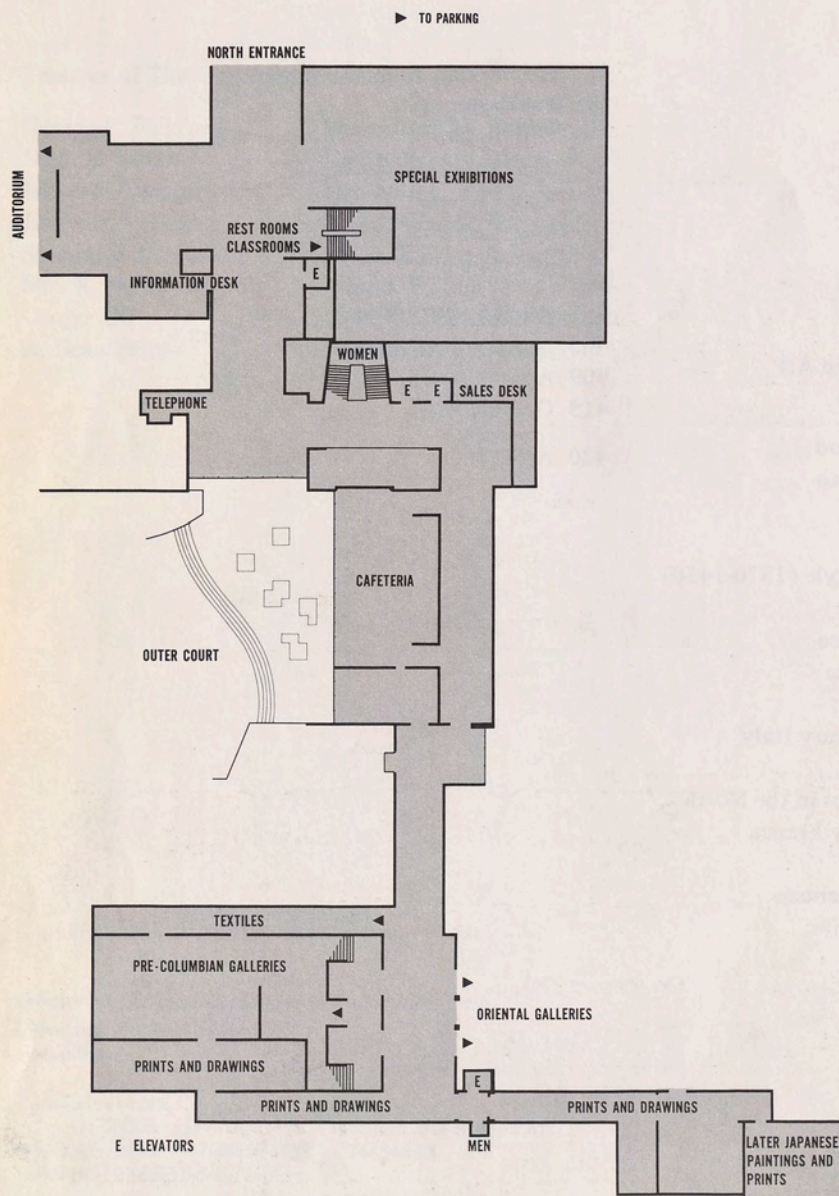 ▶ TO PARKING
NORTH ENTRANCE
AUDITORIUM
SPECIAL EXHIBITIONS
REST ROOMS
CLASSROOMS
E
INFORMATION DESK
WOMEN
E E SALES DESK
TELEPHONE
CAFETERIA
OUTER COURT
TEXTILES
PRE-COLUMBIAN GALLERIES
ORIENTAL GALLERIES
PRINTS AND DRAWINGS
E
PRINTS AND DRAWINGS
PRINTS AND DRAWINGS
E ELEVATORS
MEN
LATER JAPANESE
PAINTINGS AND
PRINTS